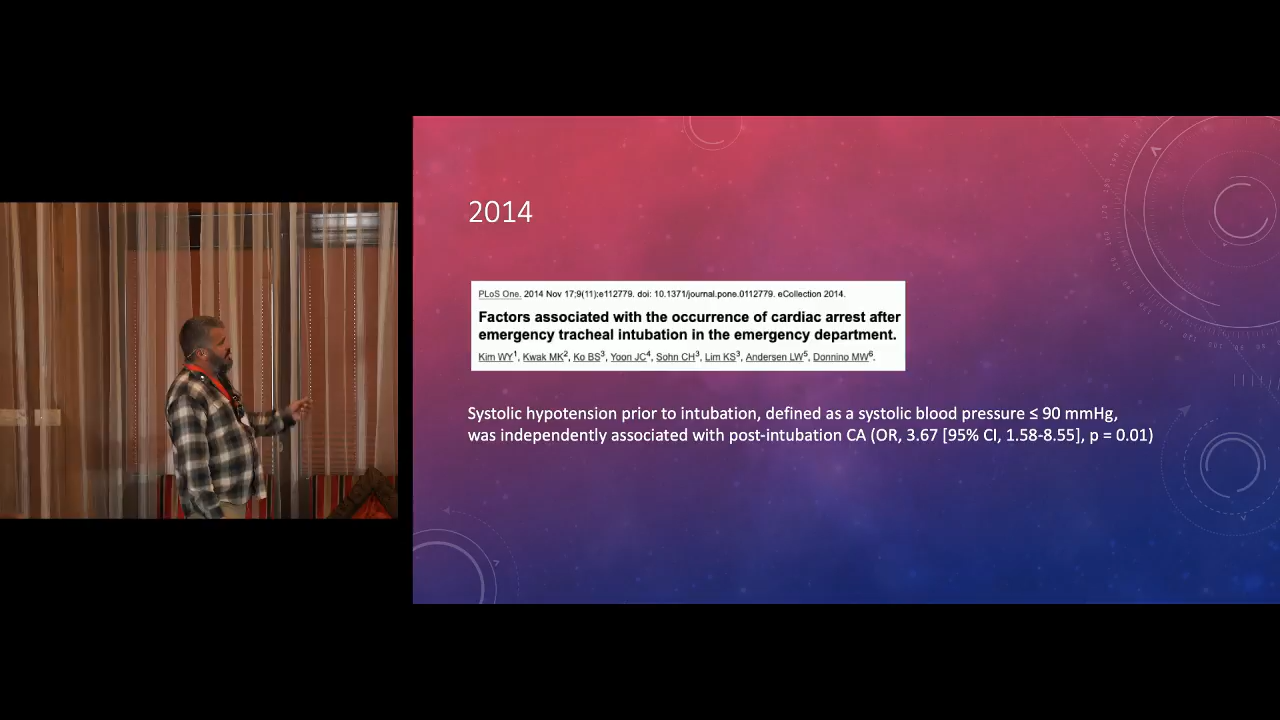 2014
PLoS One. 2014 Nov 17;9(11):e112779. doi: 10.1371/journal.pone.0112779. eCollection 2014.
Factors associated with the occurrence of cardiac arrest after
emergency tracheal intubation in the emergency department.
Kim WY1, Kwak MK2, Ko BS3, Yoon JC4, Sohn CH3, Lim KS3, Andersen LW5, Donnino MW6.
Systolic hypotension prior to intubation, defined as a systolic blood pressure ≤ 90 mmHg,
was independently associated with post-intubation CA (OR, 3.67 [95% CI, 1.58-8.55], p = 0.01)